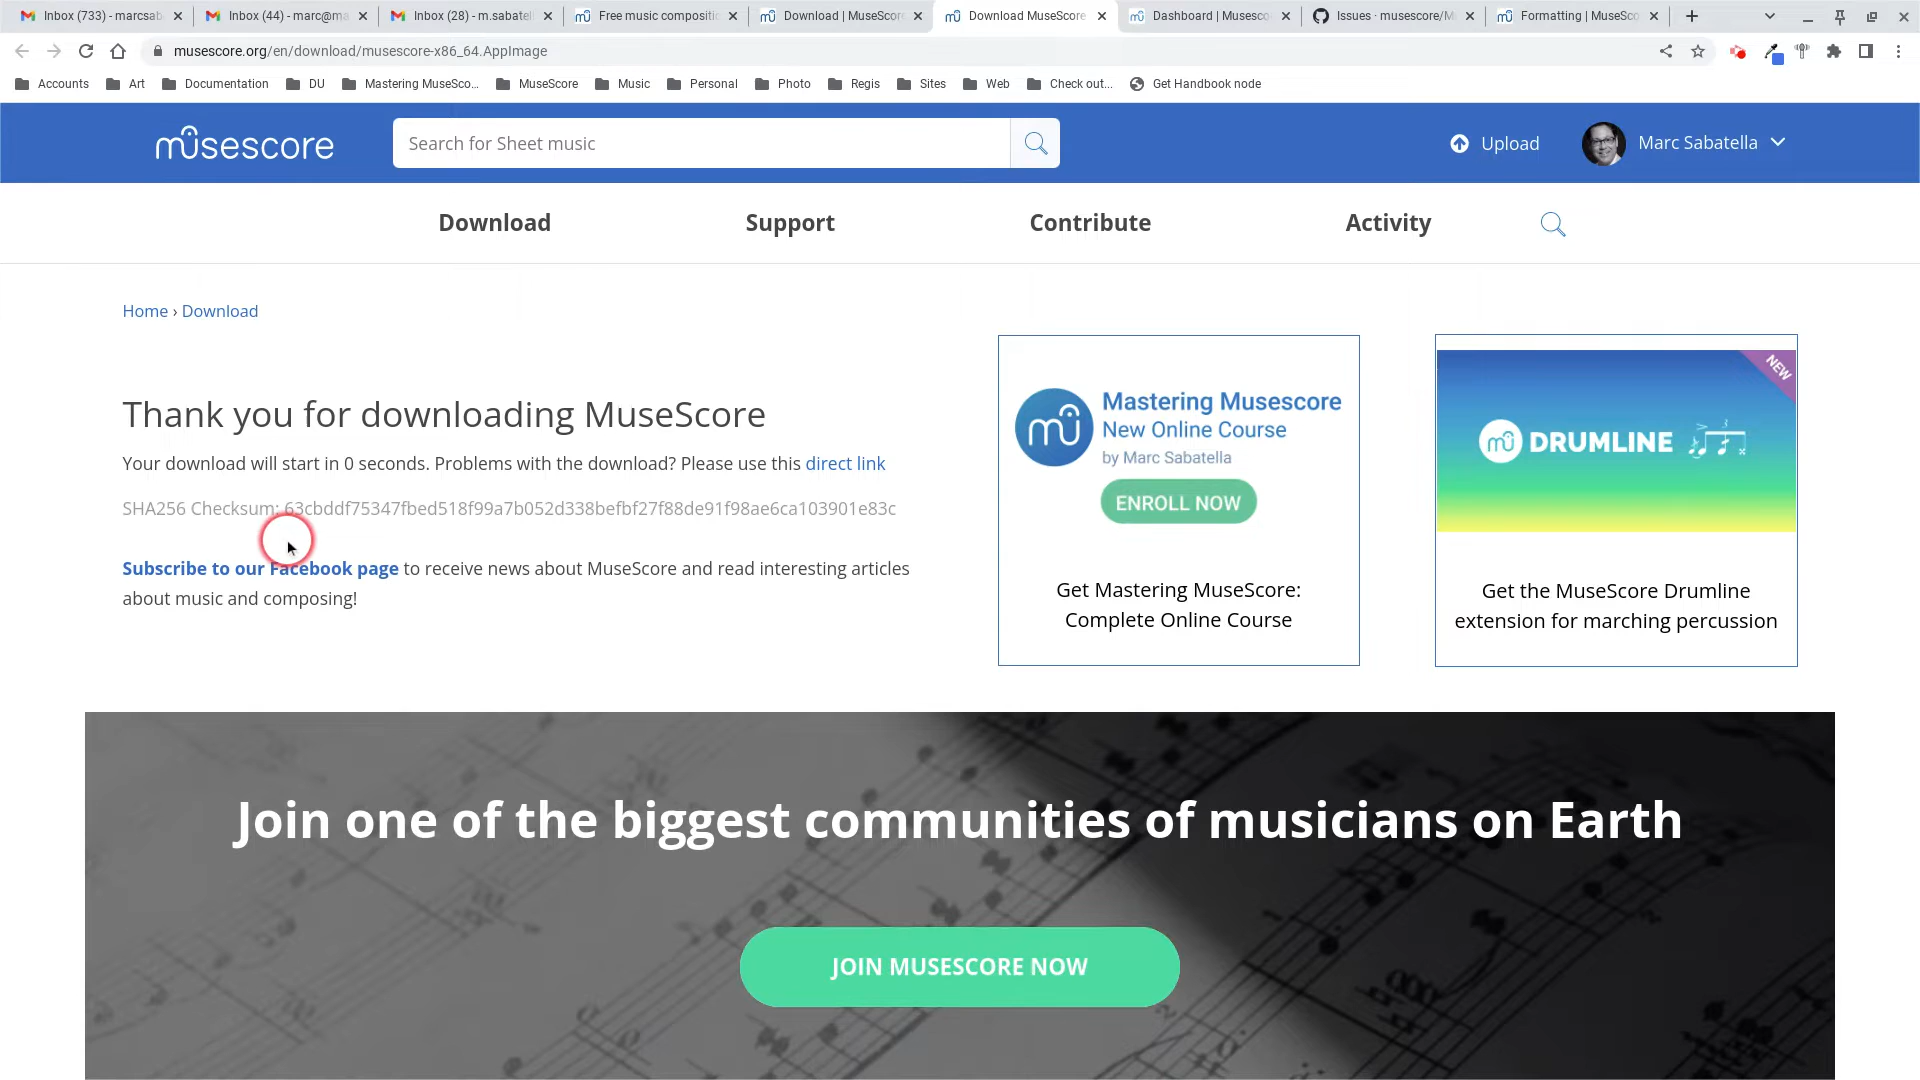 Inbox (733) - marcsab
Inbox (44) - marc@ma
Inbox (28) - m.sabatel
Free music compositio
Download | MuseScore
Download MuseScore
Dashboard | Musesco
Issues · musescore/M
Formatting | MuseSco
musescore.org/en/download/musescore-x86_64.AppImage
Accounts
Art
Documentation
DU
Mastering MuseSco...
MuseScore
Music
Personal
Photo
Regis
Sites
Web
Check out...
Get Handbook node
musescore
Search for Sheet music
Upload
Marc Sabatella
Download
Support
Contribute
Activity
Home › Download
Thank you for downloading MuseScore
Your download will start in 0 seconds. Problems with the download? Please use this direct link
SHA256 Checksum: 63cbddf75347fbed518f99a7b052d338befbf27f88de91f98ae6ca103901e83c
Subscribe to our Facebook page to receive news about MuseScore and read interesting articles
about music and composing!
Mastering Musescore
New Online Course
by Marc Sabatella
ENROLL NOW
Get Mastering MuseScore:
Complete Online Course
NEW
DRUMLINE
Get the MuseScore Drumline
extension for marching percussion
Join one of the biggest communities of musicians on Earth
JOIN MUSESCORE NOW